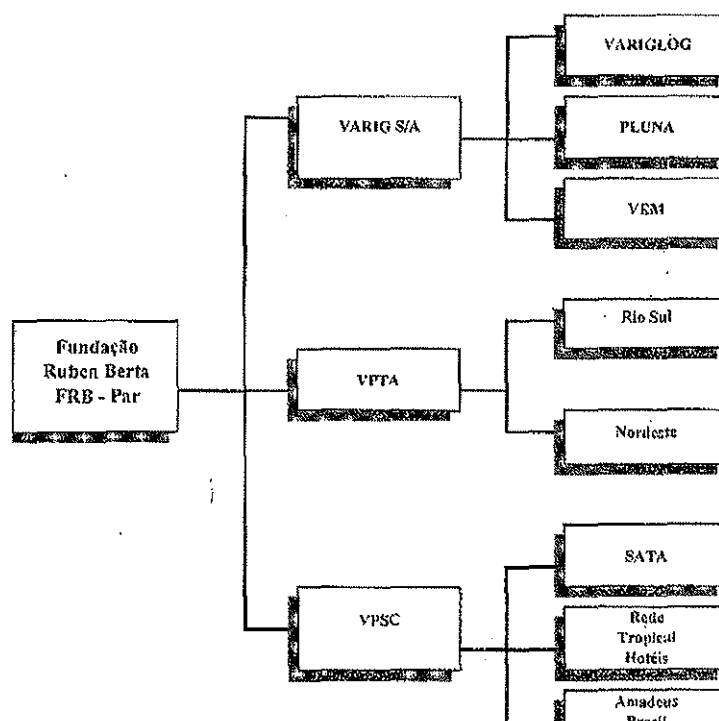 VARIGLOG
VARIG S/A
PLUNA
VEM
Fundação
Ruben Berta
FRB - Par
VPTA
Rio Sul
Nordeste
VPSC
SATA
Rede
Tropical
Hotéis
Amadeus
Brasil